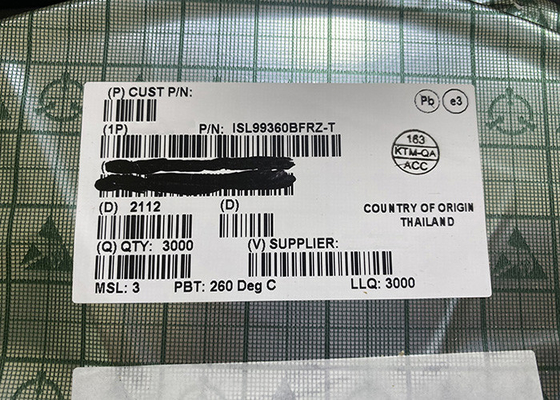 (P) CUST P/N:
Pb e3
(1P) P/N: ISL99360BFRZ-T
163
KTM-QA
ACC
(D) 2112 (D)
COUNTRY OF ORIGIN
THAILAND
(Q) QTY: 3000 (V) SUPPLIER:
MSL: 3 PBT: 260 Deg C LLQ: 3000